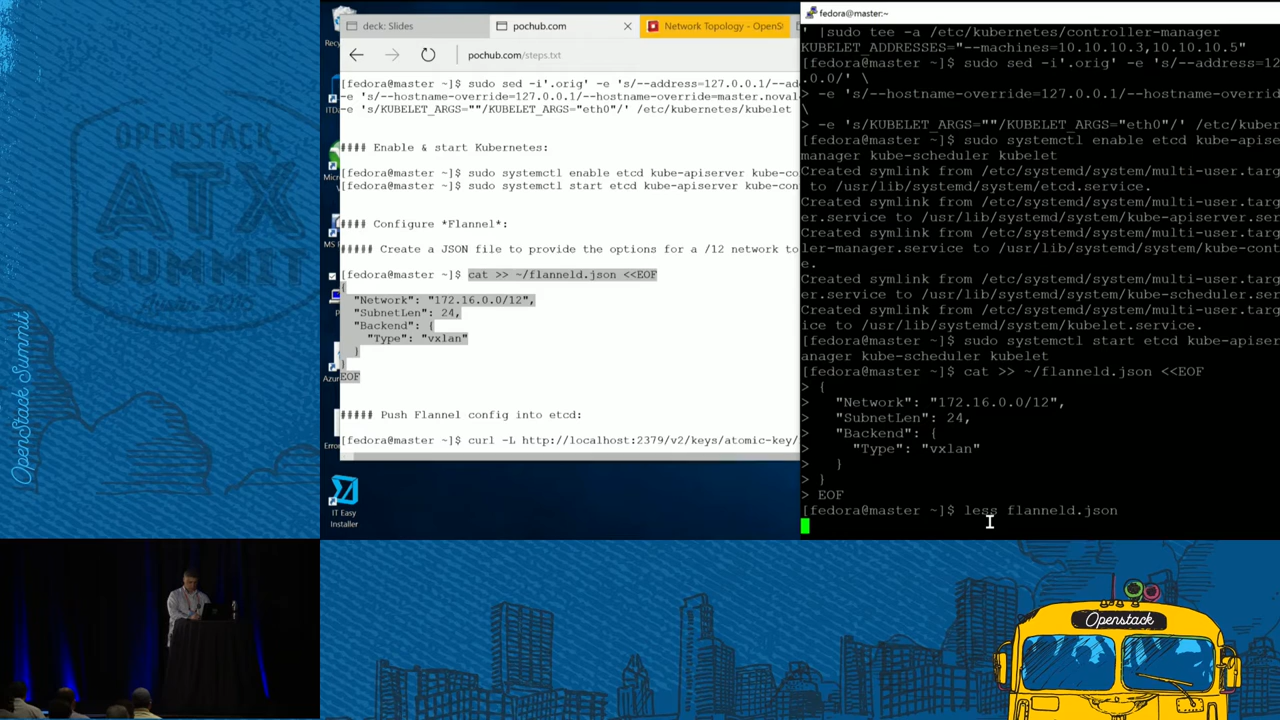 OPENSTACK
ATX
SUMMIT
OpenStack Summit
Recy
ITDA
Micr
MS F
P
Azu
Error
IT Easy
Installer
deck: Slides
pochub.com
Network Topology - OpenS
pochub.com/steps.txt
[fedora@master ~]$ sudo sed -i'.orig' -e 's/--address=127.0.0.1/--ad
-e 's/--hostname-override=127.0.0.1/--hostname-override=master.noval
-e 's/KUBELET_ARGS=""/KUBELET_ARGS="eth0"/' /etc/kubernetes/kubelet
#### Enable & start Kubernetes:
[fedora@master ~]$ sudo systemctl enable etcd kube-apiserver kube-co
[fedora@master ~]$ sudo systemctl start etcd kube-apiserver kube-con
#### Configure *Flannel*:
##### Create a JSON file to provide the options for a /12 network to
[fedora@master ~]$ cat >> ~/flanneld.json <<EOF
{
"Network": "172.16.0.0/12",
"SubnetLen": 24,
"Backend": {
"Type": "vxlan"
}
}
EOF
##### Push Flannel config into etcd:
[fedora@master ~]$ curl -L http://localhost:2379/v2/keys/atomic-key/
fedora@master:~
' |sudo tee -a /etc/kubernetes/controller-manager
KUBELET_ADDRESSES="--machines=10.10.10.3,10.10.10.5"
[fedora@master ~]$ sudo sed -i'.orig' -e 's/--address=12
.0.0/' \
> -e 's/--hostname-override=127.0.0.1/--hostname-overrid
\
> -e 's/KUBELET_ARGS=""/KUBELET_ARGS="eth0"/' /etc/kuber
[fedora@master ~]$ sudo systemctl enable etcd kube-apise
manager kube-scheduler kubelet
Created symlink from /etc/systemd/system/multi-user.targ
to /usr/lib/systemd/system/etcd.service.
Created symlink from /etc/systemd/system/multi-user.targ
er.service to /usr/lib/systemd/system/kube-apiserver.ser
Created symlink from /etc/systemd/system/multi-user.targ
ler-manager.service to /usr/lib/systemd/system/kube-cont
e.
Created symlink from /etc/systemd/system/multi-user.targ
er.service to /usr/lib/systemd/system/kube-scheduler.ser
Created symlink from /etc/systemd/system/multi-user.targ
ice to /usr/lib/systemd/system/kubelet.service.
[fedora@master ~]$ sudo systemctl start etcd kube-apiser
anager kube-scheduler kubelet
[fedora@master ~]$ cat >> ~/flanneld.json <<EOF
> {
> "Network": "172.16.0.0/12",
> "SubnetLen": 24,
> "Backend": {
> "Type": "vxlan"
> }
> }
> EOF
[fedora@master ~]$ less flanneld.json
Openstack